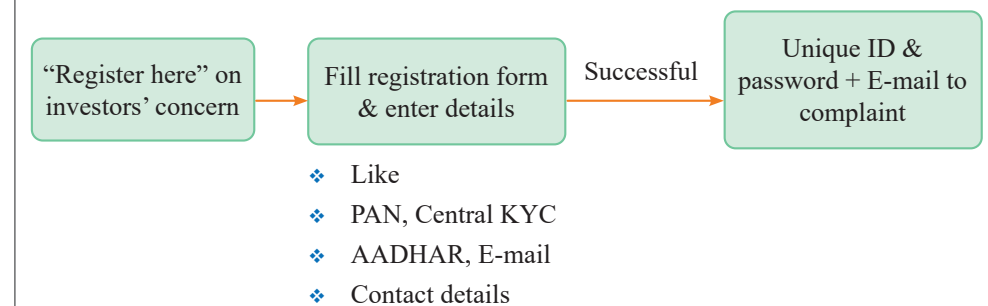 “Register here” on
investors’ concern
Fill registration form
& enter details
Successful
Unique ID &
password + E-mail to
complaint
Like
PAN, Central KYC
AADHAR, E-mail
Contact details